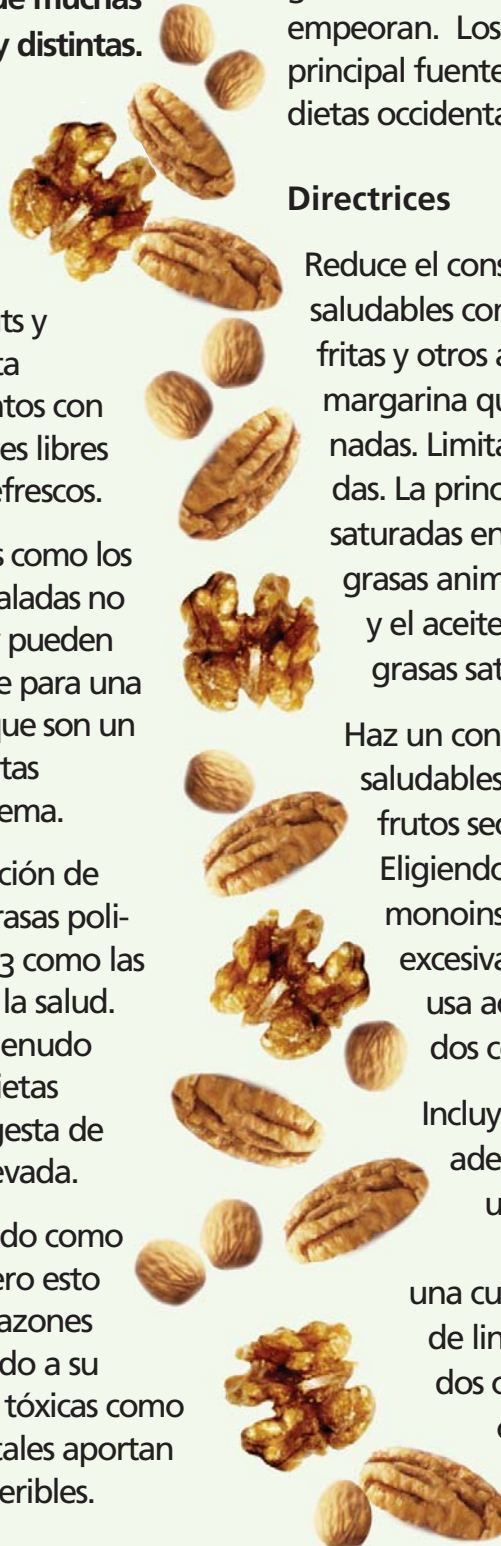 de muchas
y distintas.
ts y
ta
ntos con
es libres
efrescos.
s como los
aladas no
pueden
e para una
que son un
tas
ema.
ción de
rasas poli-
3 como las
la salud.
enudo
ietas
gesta de
evada.
do como
ero esto
azones
do a su
tóxicas como
tales aportan
eribles.
empeoran. Los
principal fuente
dietas occidenta
Directrices
Reduce el cons
saludables con
fritas y otros a
margarina qu
nadas. Limita
das. La princ
saturadas en
grasas anim
y el aceite
grasas sat
Haz un con
saludables
frutos sec
Eligiendo
monoins
excesiva
usa ac
dos co
Incluy
ade
u
una cu
de lin
dos c